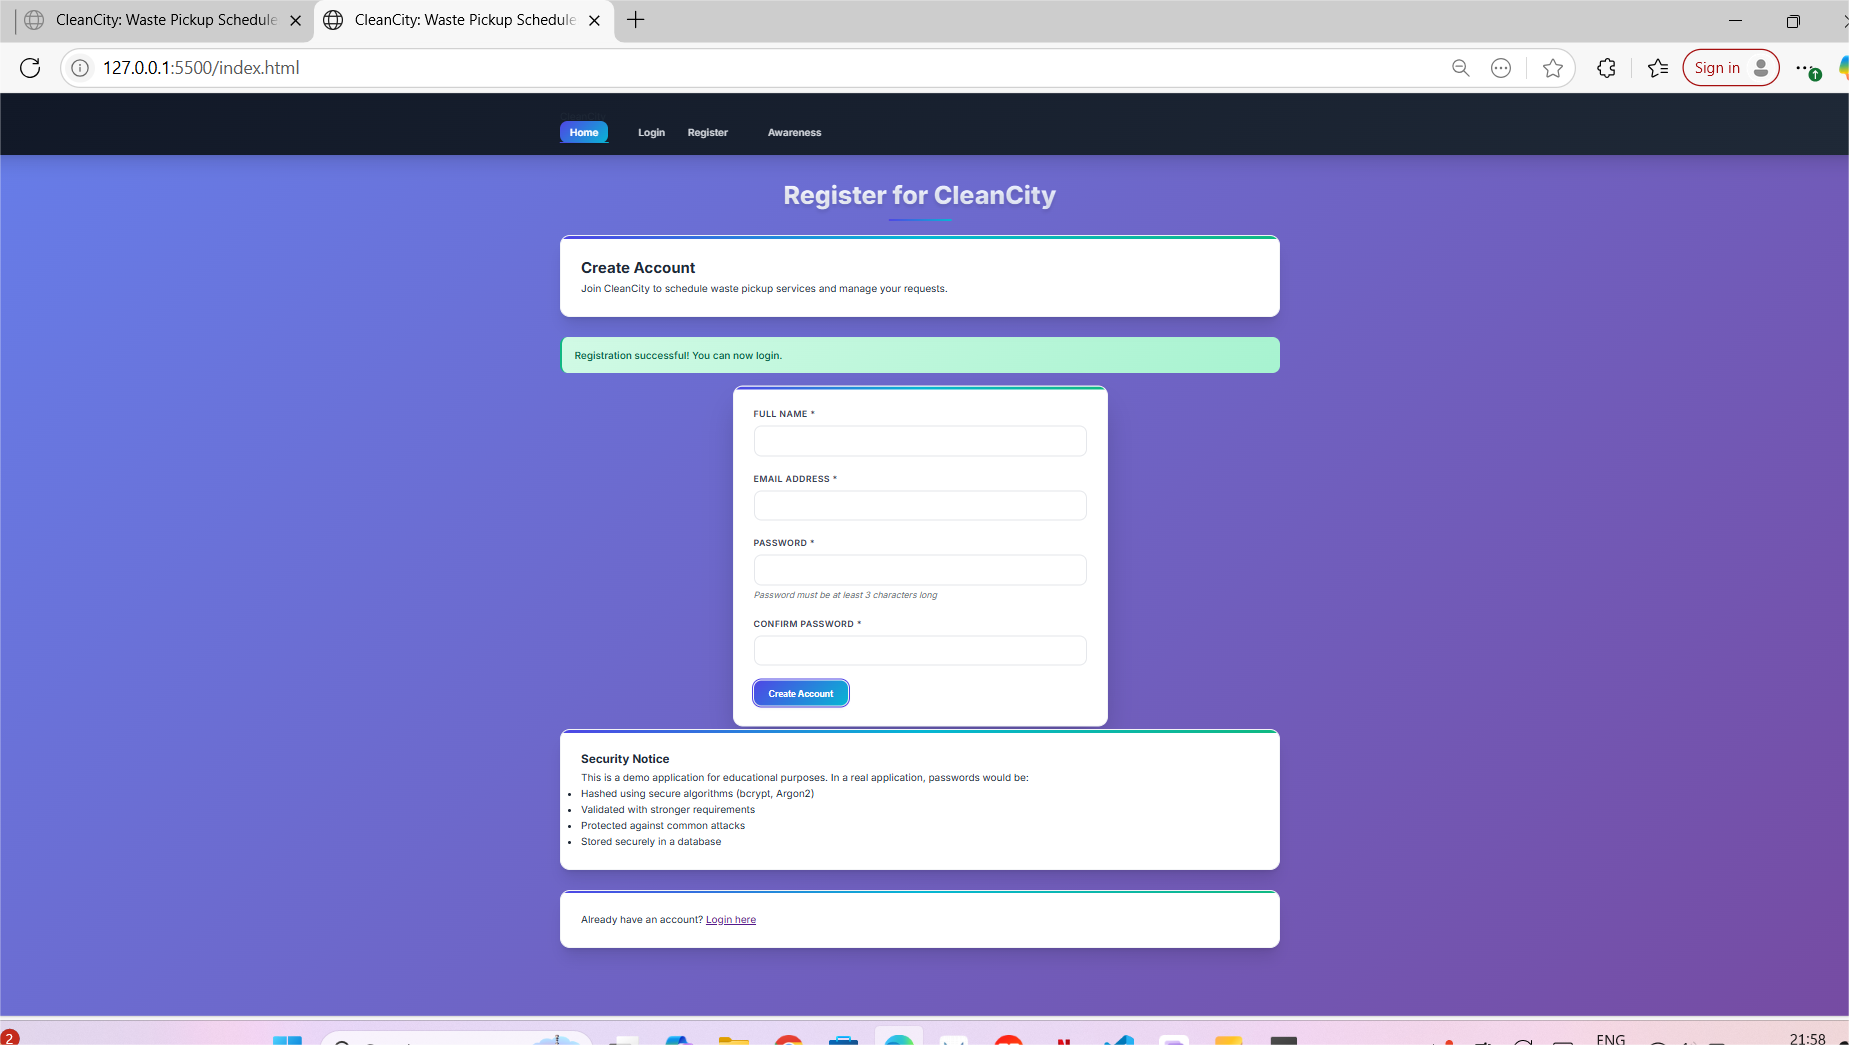 CleanCity: Waste Pickup Schedule
CleanCity: Waste Pickup Schedule
127.0.0.1:5500/index.html
Sign in
Home
Login
Register
Awareness
Register for CleanCity
Create Account
Join CleanCity to schedule waste pickup services and manage your requests.
Registration successful! You can now login.
FULL NAME *
EMAIL ADDRESS *
PASSWORD *
Password must be at least 3 characters long
CONFIRM PASSWORD *
Create Account
Security Notice
This is a demo application for educational purposes. In a real application, passwords would be:
• Hashed using secure algorithms (bcrypt, Argon2)
• Validated with stronger requirements
• Protected against common attacks
• Stored securely in a database
Already have an account? Login here
2
ENG
21:58